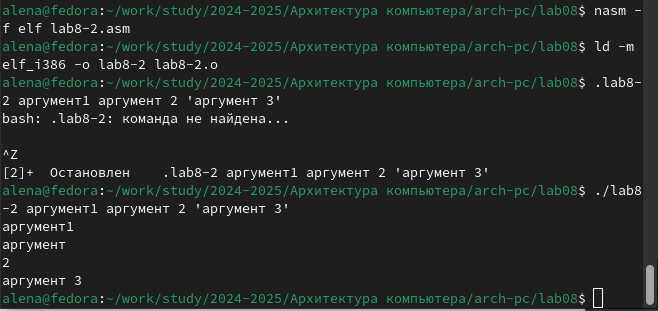 alena@fedora:~/work/study/2024-2025/Архитектура компьютера/arch-pc/lab08$ nasm -
f elf lab8-2.asm
alena@fedora:~/work/study/2024-2025/Архитектура компьютера/arch-pc/lab08$ ld -m
elf_i386 -o lab8-2 lab8-2.o
alena@fedora:~/work/study/2024-2025/Архитектура компьютера/arch-pc/lab08$ .lab8-
2 аргумент1 аргумент 2 'аргумент 3'
bash: .lab8-2: команда не найдена...
^Z
[2]+  Остановлен    .lab8-2 аргумент1 аргумент 2 'аргумент 3'
alena@fedora:~/work/study/2024-2025/Архитектура компьютера/arch-pc/lab08$ ./lab8
-2 аргумент1 аргумент 2 'аргумент 3'
аргумент1
аргумент
2
аргумент 3
alena@fedora:~/work/study/2024-2025/Архитектура компьютера/arch-pc/lab08$